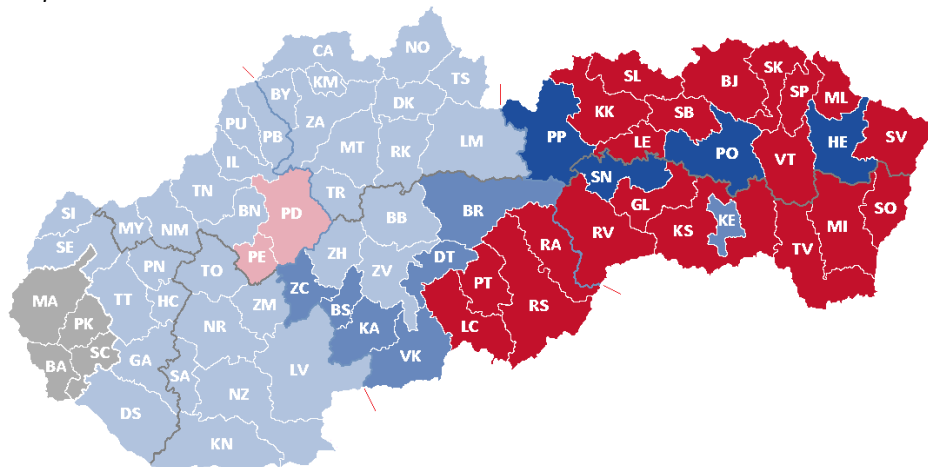 CA
NO
KM
TS
BY
DK
PU
PB
ZA
MT
RK
LM
IL
TN
BN
PD
TR
SI
SE
MY
NM
PE
BB
BR
PN
TO
ZH
ZV
DT
MA
TT
HC
ZM
ZC
BS
KA
PK
SC
BA
GA
NR
SA
NZ
LV
VK
DS
KN
SL
BJ
SK
SP
ML
KK
SB
PP
LE
PO
VT
HE
SV
SN
GL
RV
KS
KE
TV
MI
SO
RA
PT
RS
LC